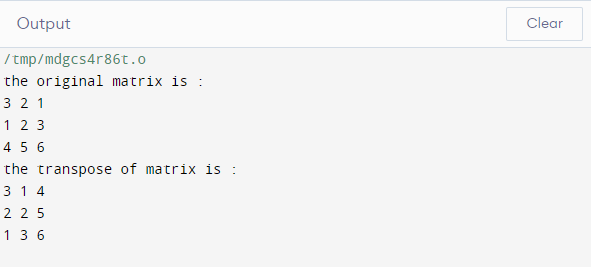 Output
Clear
/tmp/mdgcs4r86t.o
the original matrix is :
3 2 1
1 2 3
4 5 6
the transpose of matrix is :
3 1 4
2 2 5
1 3 6